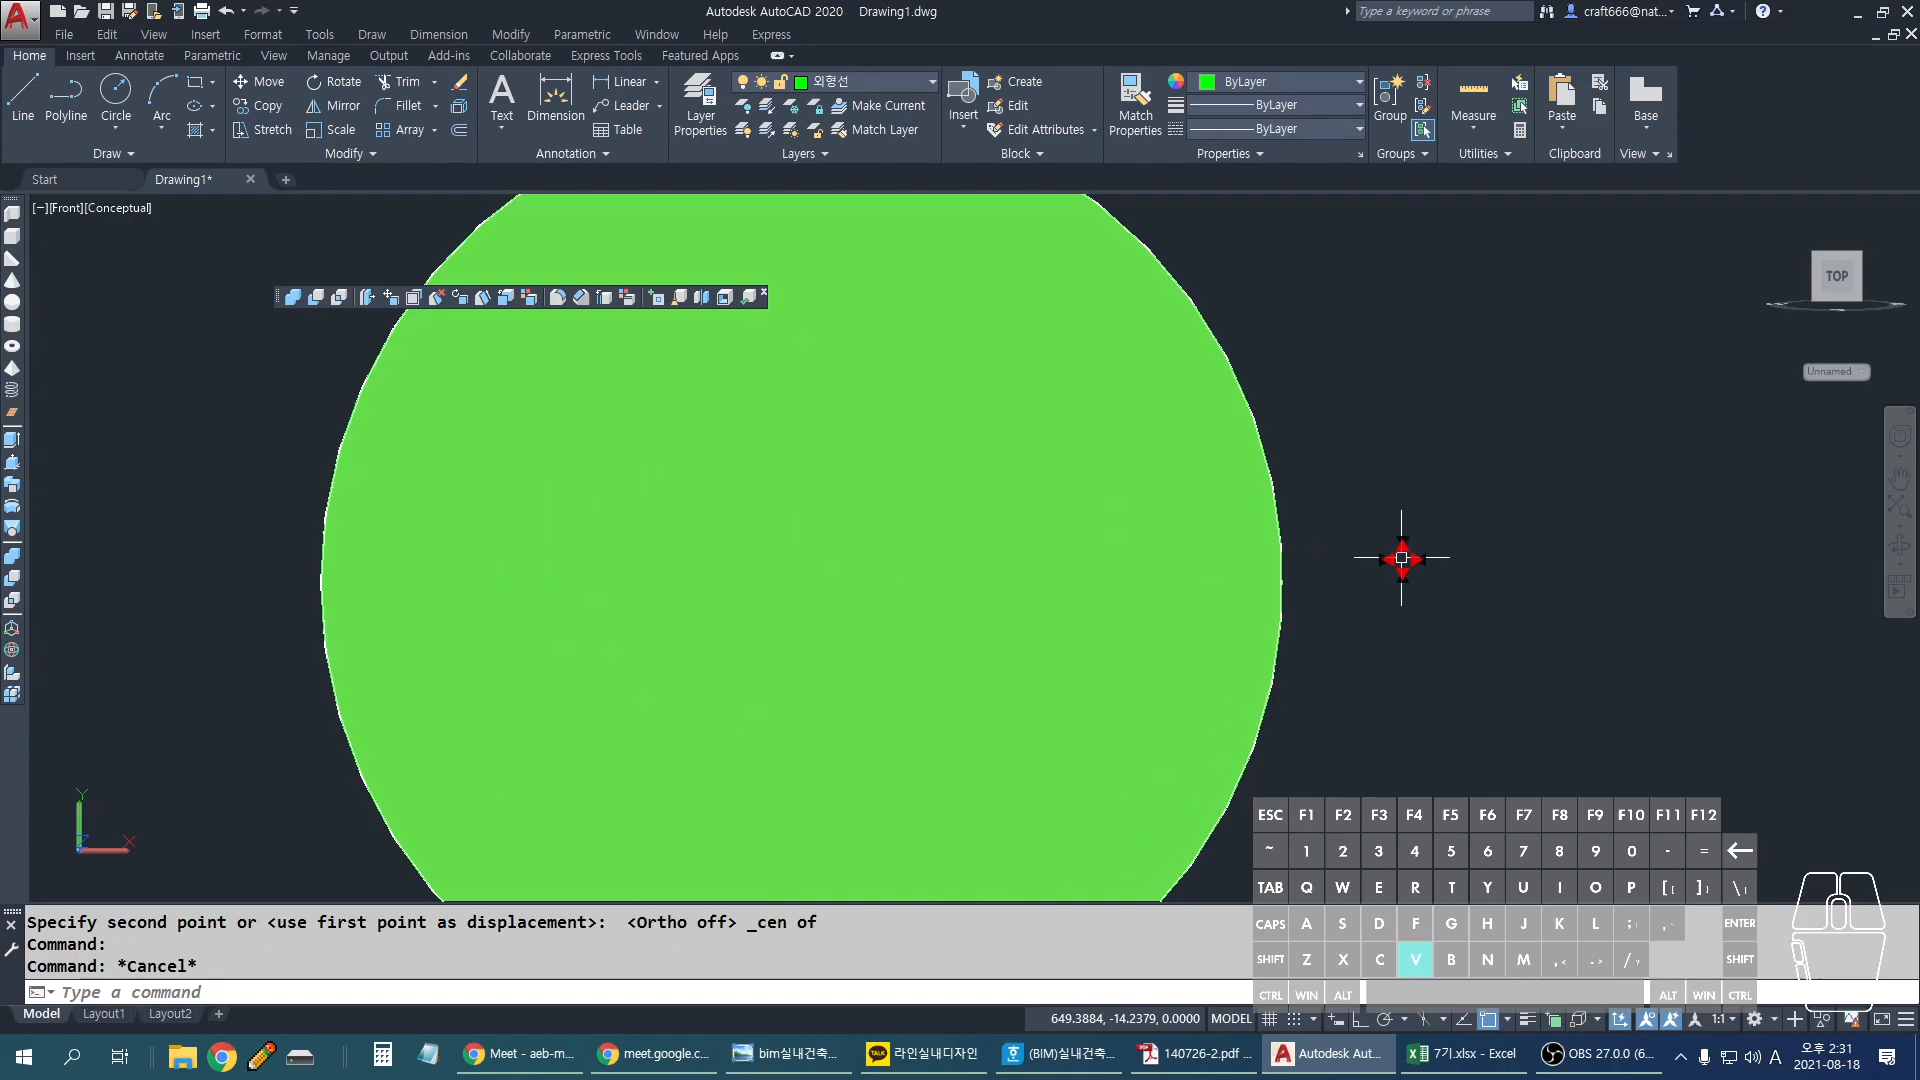 Autodesk AutoCAD 2020 Drawing1.dwg
Type a keyword or phrase
craft666@nat...
File Edit View Insert Format Tools Draw Dimension Modify Parametric Window Help Express
Home Insert Annotate Parametric View Manage Output Add-ins Collaborate Express Tools Featured Apps
Line Polyline Circle Arc
Move Rotate Trim
Copy Mirror Fillet
Stretch Scale Array
Text Dimension
Linear
Leader
Table
Layer Properties
외형선
Make Current
Match Layer
Insert
Create
Edit
Edit Attributes
Match Properties
ByLayer
ByLayer
ByLayer
Group
Measure
Paste
Base
Draw Modify Annotation Layers Block Properties Groups Utilities Clipboard View
Start Drawing1*
[−][Front][Conceptual]
TOP
Unnamed
Y
Z X
ESC F1 F2 F3 F4 F5 F6 F7 F8 F9 F10 F11 F12
~ 1 2 3 4 5 6 7 8 9 0 - =
TAB Q W E R T Y U I O P [{ ]} \|
CAPS A S D F G H J K L ;: ,. ENTER
SHIFT Z X C V B N M ,< .> /? SHIFT
CTRL WIN ALT ALT WIN CTRL
Specify second point or <use first point as displacement>: <Ortho off> _cen of
Command:
Command: *Cancel*
Type a command
Model Layout1 Layout2 +
649.3884, -14.2379, 0.0000 MODEL 1:1
Meet - aeb-m... meet.google.c... bim실내건축... 라인실내디자인 (BIM)실내건축... 140726-2.pdf ... Autodesk Aut... 7기.xlsx - Excel OBS 27.0.0 (6... A
오후 2:31
2021-08-18